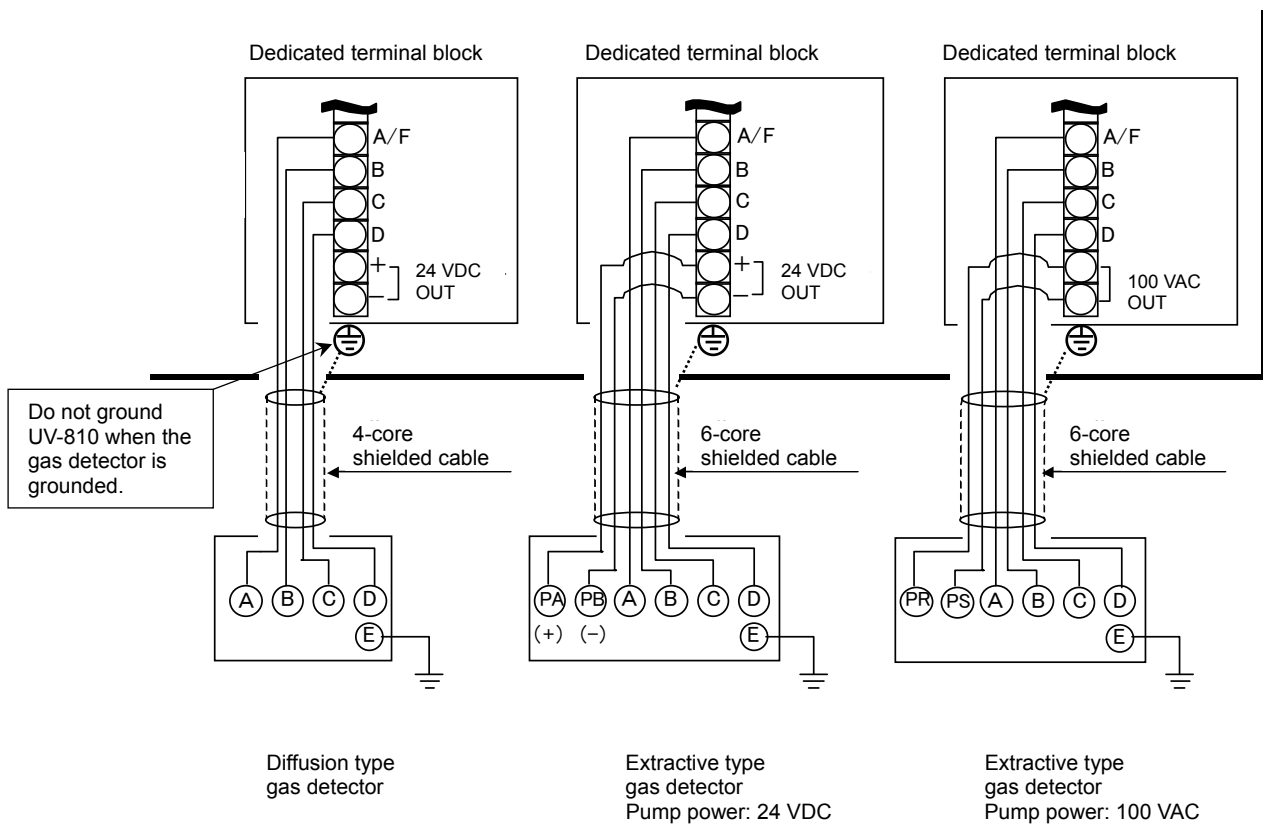 Dedicated terminal block
Dedicated terminal block
Dedicated terminal block
A/F
B
C
D
+
−
24 VDC
OUT
A/F
B
C
D
+
−
24 VDC
OUT
A/F
B
C
D
100 VAC
OUT
Do not ground
UV-810 when the
gas detector is
grounded.
4-core
shielded cable
6-core
shielded cable
6-core
shielded cable
A B C D
E
PA PB A B C D
(+) (−)
E
PR PS A B C D
E
Diffusion type
gas detector
Extractive type
gas detector
Pump power: 24 VDC
Extractive type
gas detector
Pump power: 100 VAC